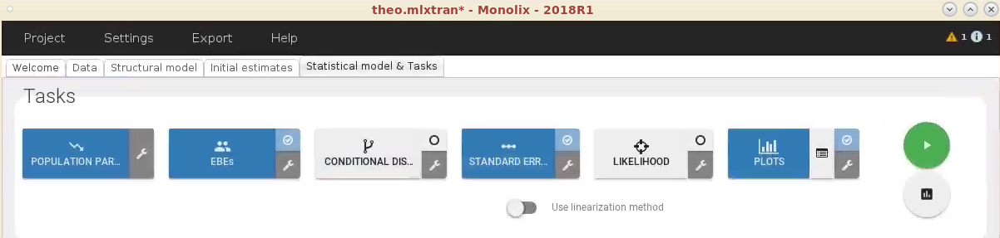 theo.mlxtran* - Monolix - 2018R1
Project Settings Export Help 1 1
Welcome Data Structural model Initial estimates Statistical model & Tasks
Tasks
POPULATION PAR... EBEs CONDITIONAL DIS... STANDARD ERR... LIKELIHOOD PLOTS
Use linearization method